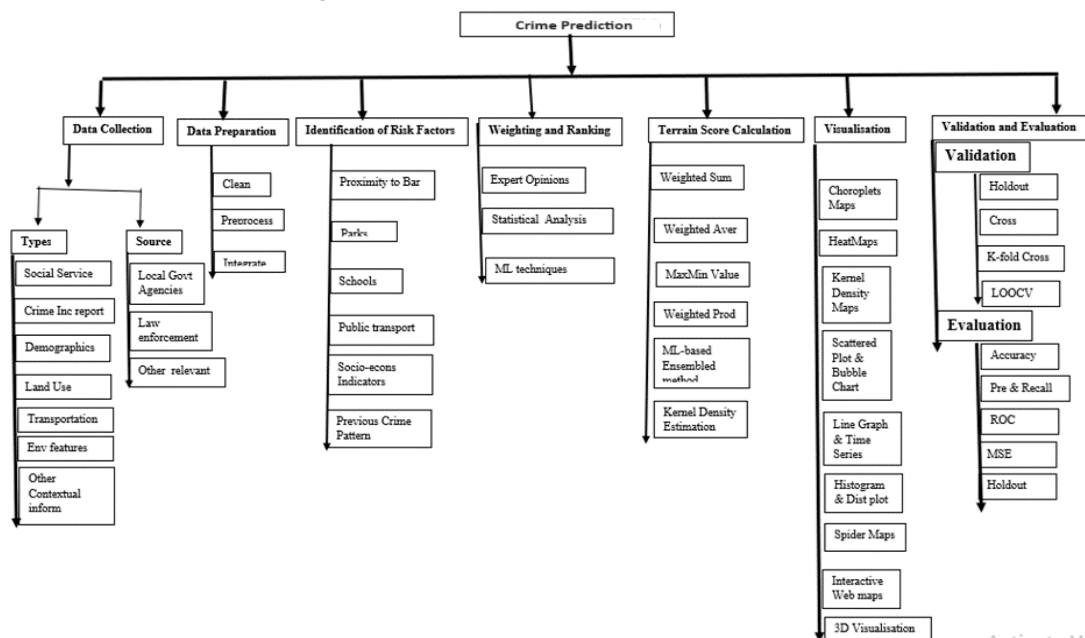 Crime Prediction
Data Collection
Data Preparation
Identification of Risk Factors
Weighting and Ranking
Terrain Score Calculation
Visualisation
Validation and Evaluation
Types
Social Service
Crime Inc report
Demographics
Land Use
Transportation
Env features
Other
Contextual
inform
Source
Local Govt
Agencies
Law
enforcement
Other relevant
Clean
Preprocess
Integrate
Proximity to Bar
Parks
Schools
Public transport
Socio-econs
Indicators
Previous Crime
Pattern
Expert Opinions
Statistical Analysis
ML techniques
Weighted Sum
Weighted Aver
MaxMin Value
Weighted Prod
ML-based
Ensembled
method
Kernel Density
Estimation
Choroplets
Maps
HeatMaps
Kernel
Density
Maps
Scattered
Plot &
Bubble
Chart
Line Graph
& Time
Series
Histogram
& Dist plot
Spider Maps
Interactive
Web maps
3D Visualisation
Validation
Holdout
Cross
K-fold Cross
LOOCV
Evaluation
Accuracy
Pre & Recall
ROC
MSE
Holdout